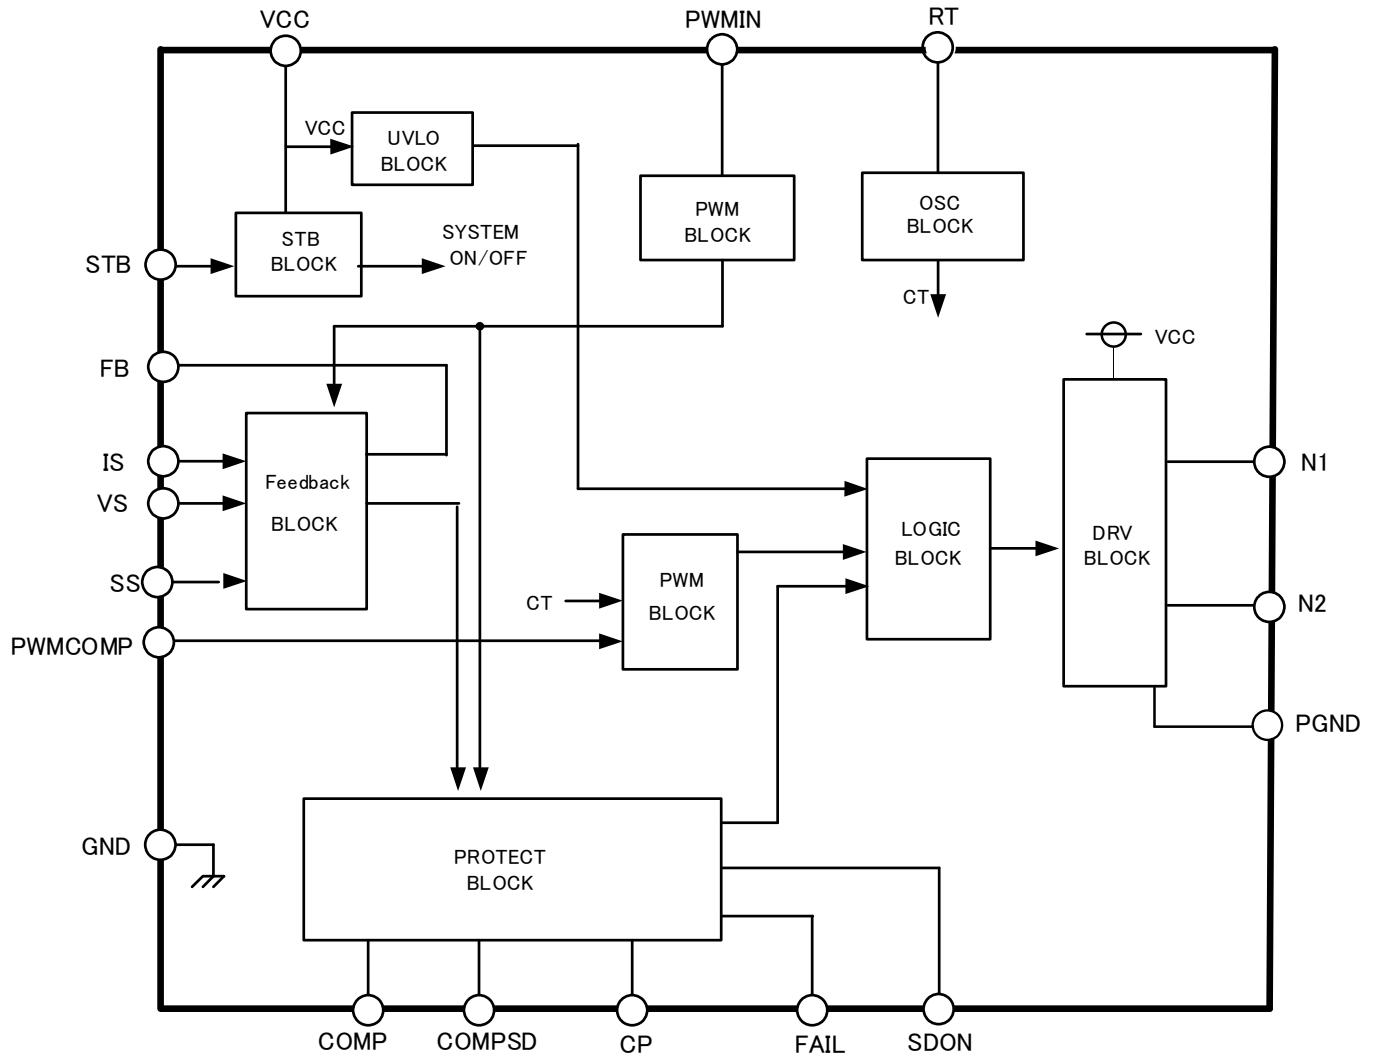 VCC
PWMIN
RT
VCC
UVLO
BLOCK
PWM
BLOCK
OSC
BLOCK
STB
STB
BLOCK
SYSTEM
ON/OFF
CT
VCC
FB
IS
VS
SS
Feedback
BLOCK
PWMCOMP
CT
PWM
BLOCK
LOGIC
BLOCK
DRV
BLOCK
N1
N2
PGND
GND
PROTECT
BLOCK
COMP
COMPSD
CP
FAIL
SDON